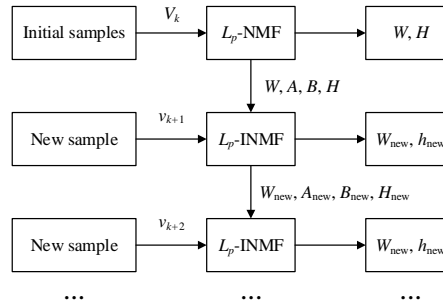 V_k
Initial samples
L_p-NMF
W, H
W, A, B, H
v_{k+1}
New sample
L_p-INMF
W_new, h_new
W_new, A_new, B_new, H_new
v_{k+2}
New sample
L_p-INMF
W_new, h_new
... ... ...